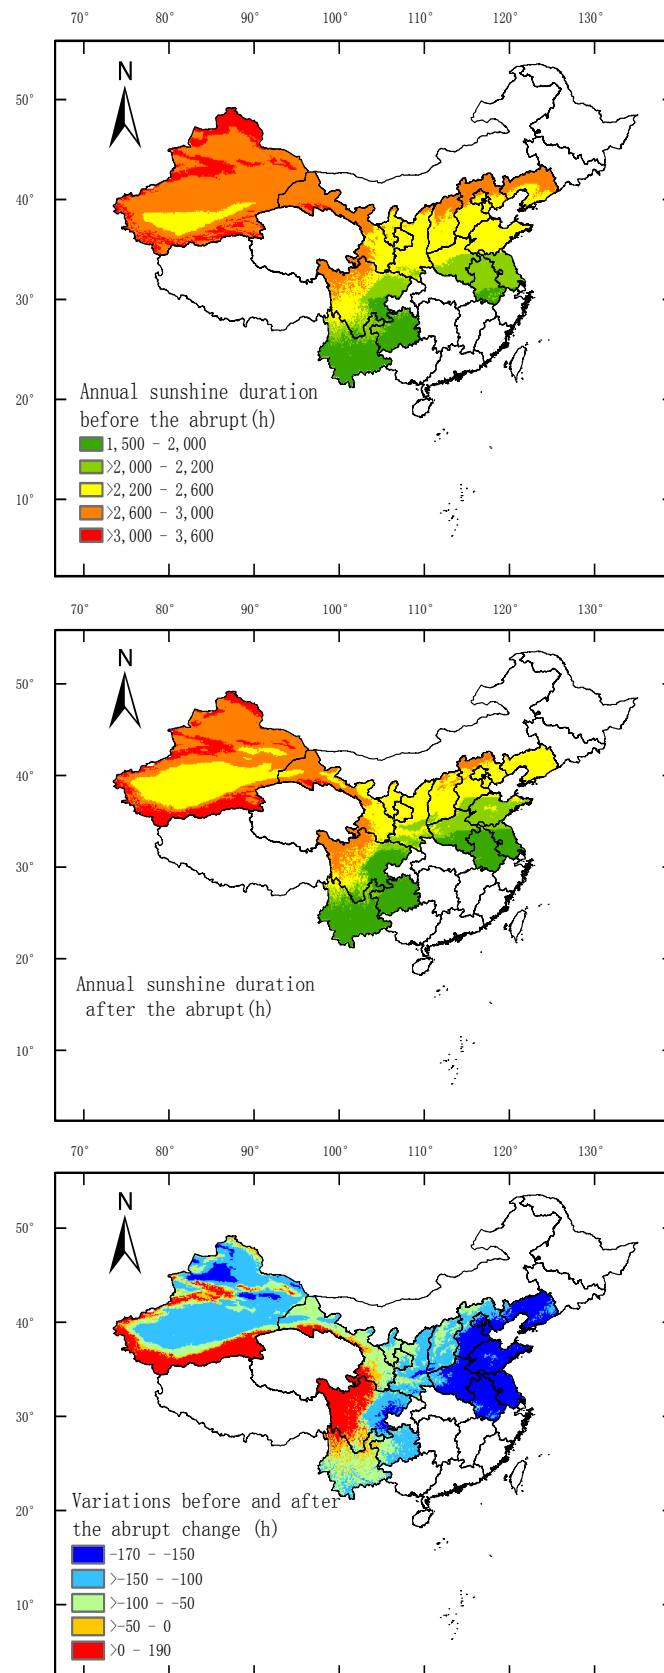 70° 80° 90° 100° 110° 120° 130°
N
50°
40°
30°
20°
10°
Annual sunshine duration
before the abrupt(h)
1,500 - 2,000
>2,000 - 2,200
>2,200 - 2,600
>2,600 - 3,000
>3,000 - 3,600
70° 80° 90° 100° 110° 120° 130°
N
50°
40°
30°
20°
10°
Annual sunshine duration
after the abrupt(h)
70° 80° 90° 100° 110° 120° 130°
N
50°
40°
30°
20°
10°
Variations before and after
the abrupt change (h)
-170 - -150
>-150 - -100
>-100 - -50
>-50 - 0
>0 - 190